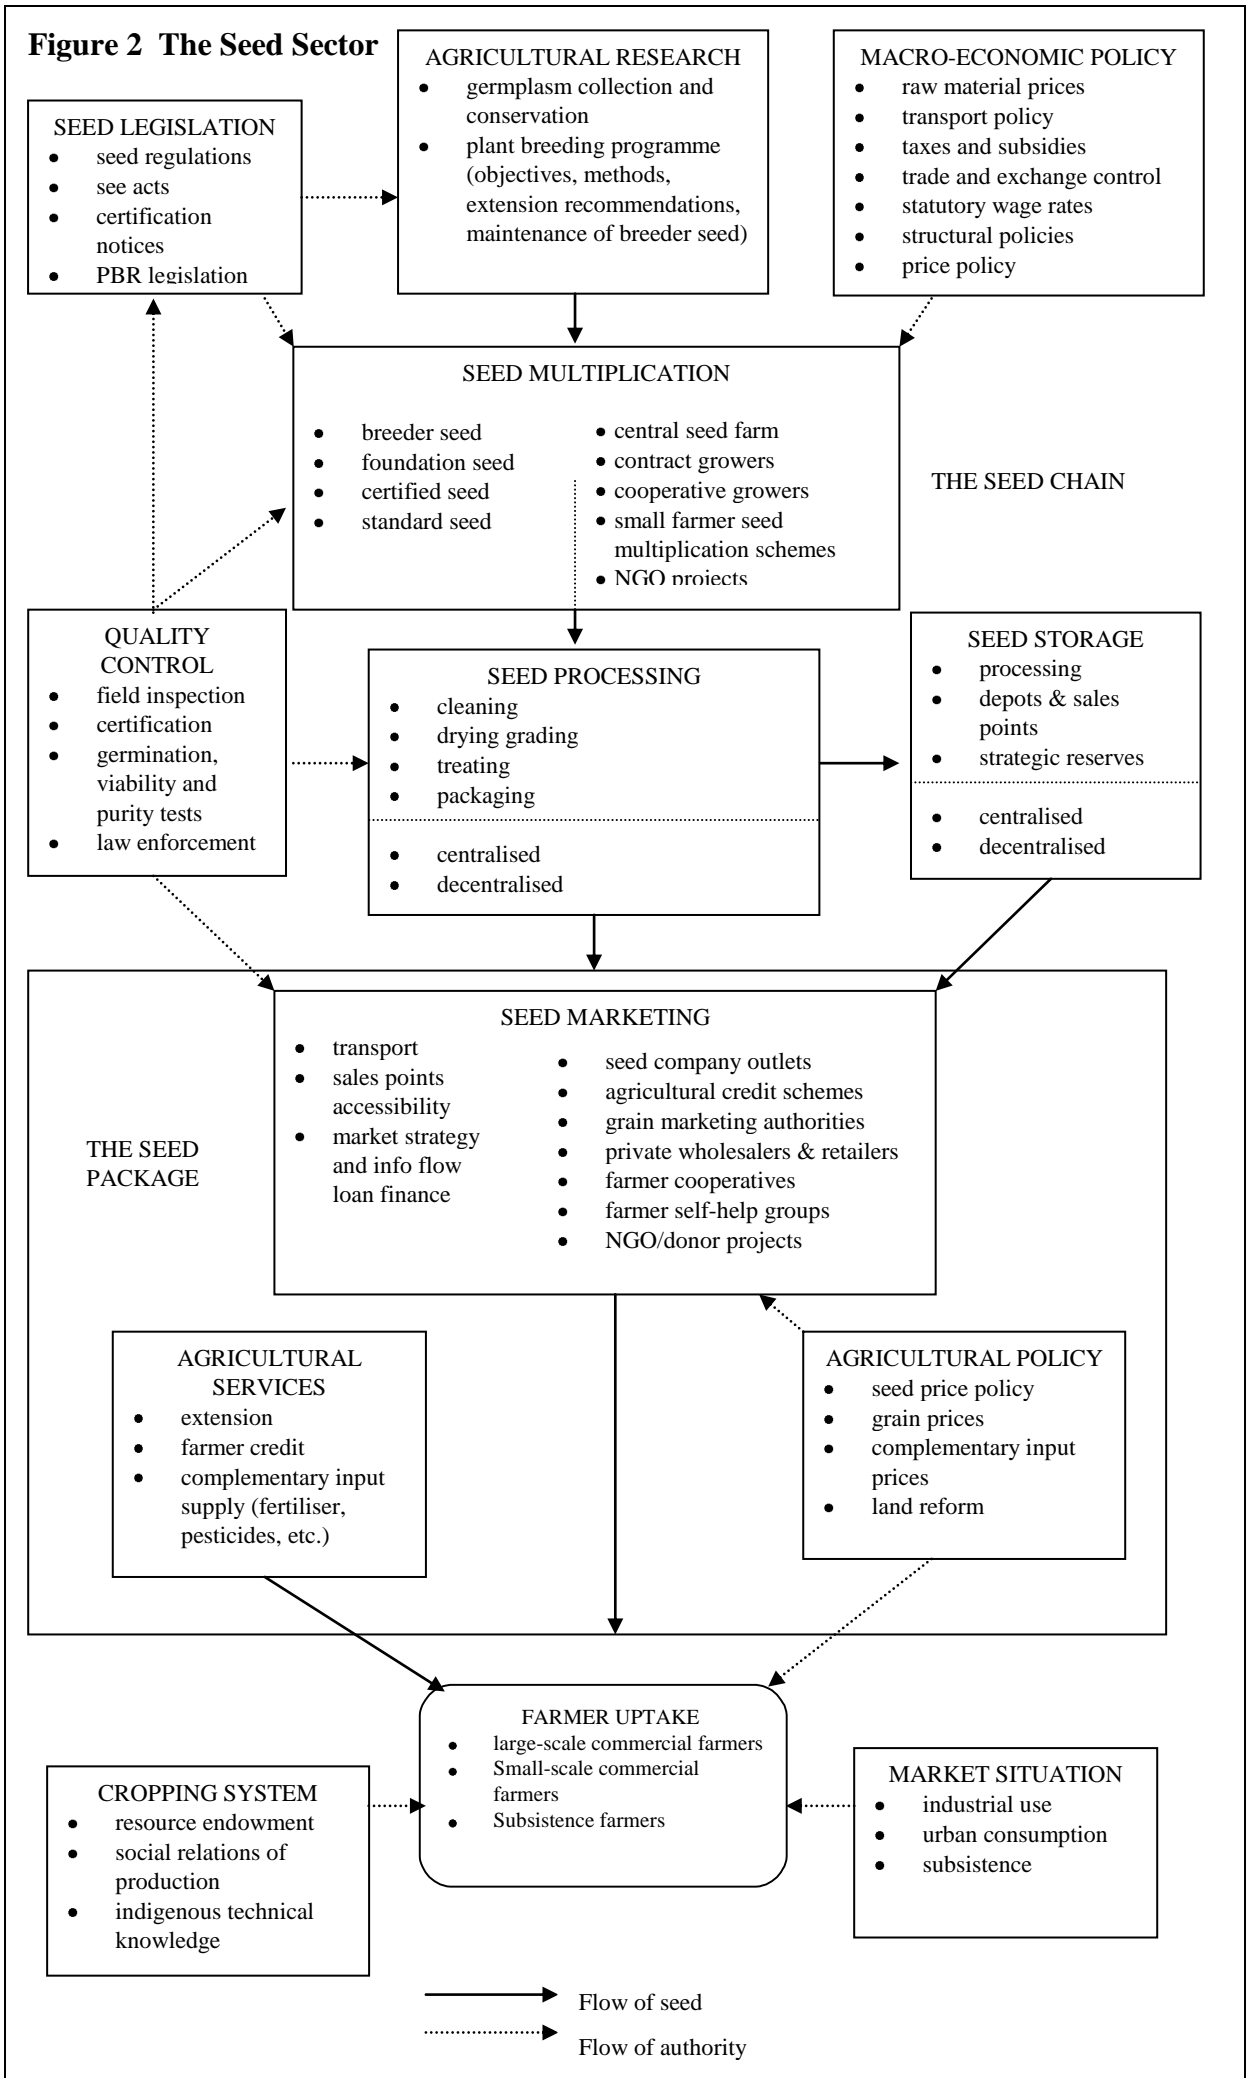 Figure 2 The Seed Sector
AGRICULTURAL RESEARCH
● germplasm collection and
conservation
● plant breeding programme
(objectives, methods,
extension recommendations,
maintenance of breeder seed)
MACRO-ECONOMIC POLICY
● raw material prices
● transport policy
● taxes and subsidies
● trade and exchange control
● statutory wage rates
● structural policies
● price policy
SEED LEGISLATION
● seed regulations
● see acts
● certification
notices
● PBR legislation
SEED MULTIPLICATION
● breeder seed
● foundation seed
● certified seed
● standard seed
● central seed farm
● contract growers
● cooperative growers
● small farmer seed
multiplication schemes
● NGO projects
THE SEED CHAIN
QUALITY
CONTROL
● field inspection
● certification
● germination,
viability and
purity tests
● law enforcement
SEED PROCESSING
● cleaning
● drying grading
● treating
● packaging
● centralised
● decentralised
SEED STORAGE
● processing
● depots & sales
points
● strategic reserves
● centralised
● decentralised
SEED MARKETING
● transport
● sales points
accessibility
● market strategy
and info flow
loan finance
● seed company outlets
● agricultural credit schemes
● grain marketing authorities
● private wholesalers & retailers
● farmer cooperatives
● farmer self-help groups
● NGO/donor projects
THE SEED
PACKAGE
AGRICULTURAL
SERVICES
● extension
● farmer credit
● complementary input
supply (fertiliser,
pesticides, etc.)
AGRICULTURAL POLICY
● seed price policy
● grain prices
● complementary input
prices
● land reform
FARMER UPTAKE
● large-scale commercial farmers
● Small-scale commercial
farmers
● Subsistence farmers
CROPPING SYSTEM
● resource endowment
● social relations of
production
● indigenous technical
knowledge
MARKET SITUATION
● industrial use
● urban consumption
● subsistence
Flow of seed
Flow of authority